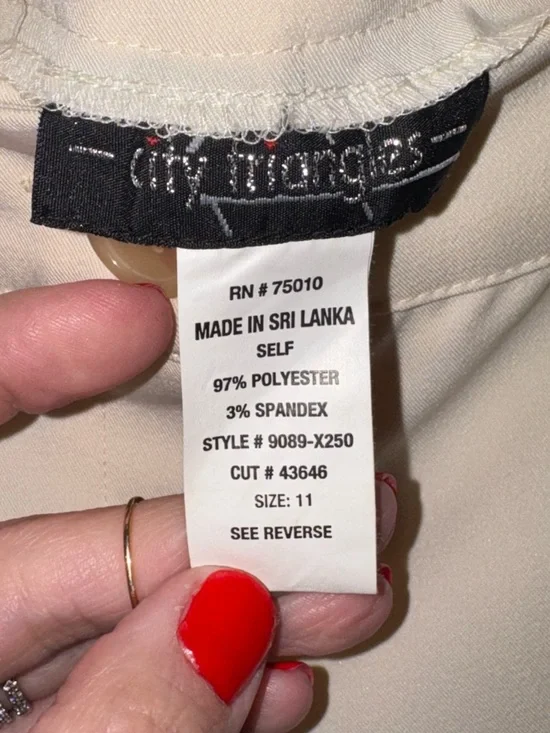 city triangles
RN # 75010
MADE IN SRI LANKA
SELF
97% POLYESTER
3% SPANDEX
STYLE # 9089-X250
CUT # 43646
SIZE: 11
SEE REVERSE